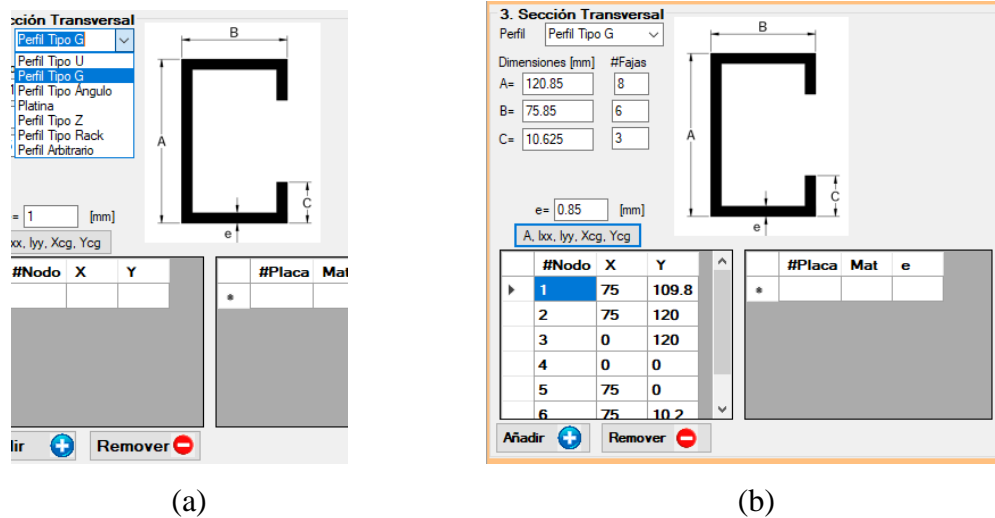 cción Transversal
Perfil Tipo G
Perfil Tipo U
Perfil Tipo G
Perfil Tipo Ángulo
Platina
Perfil Tipo Z
Perfil Tipo Rack
Perfil Arbitrario
B
A
C
e
= 1 [mm]
Ixx, Iyy, Xcg, Ycg
#Nodo X Y
#Placa Mat
*
dir Remover
(a)
3. Sección Transversal
Perfil Perfil Tipo G
Dimensiones [mm] #Fajas
A= 120.85 8
B= 75.85 6
C= 10.625 3
e= 0.85 [mm]
A, Ixx, Iyy, Xcg, Ycg
B
A
C
e
#Nodo X Y
1 75 109.8
2 75 120
3 0 120
4 0 0
5 75 0
6 75 10.2
#Placa Mat e
*
Añadir Remover
(b)